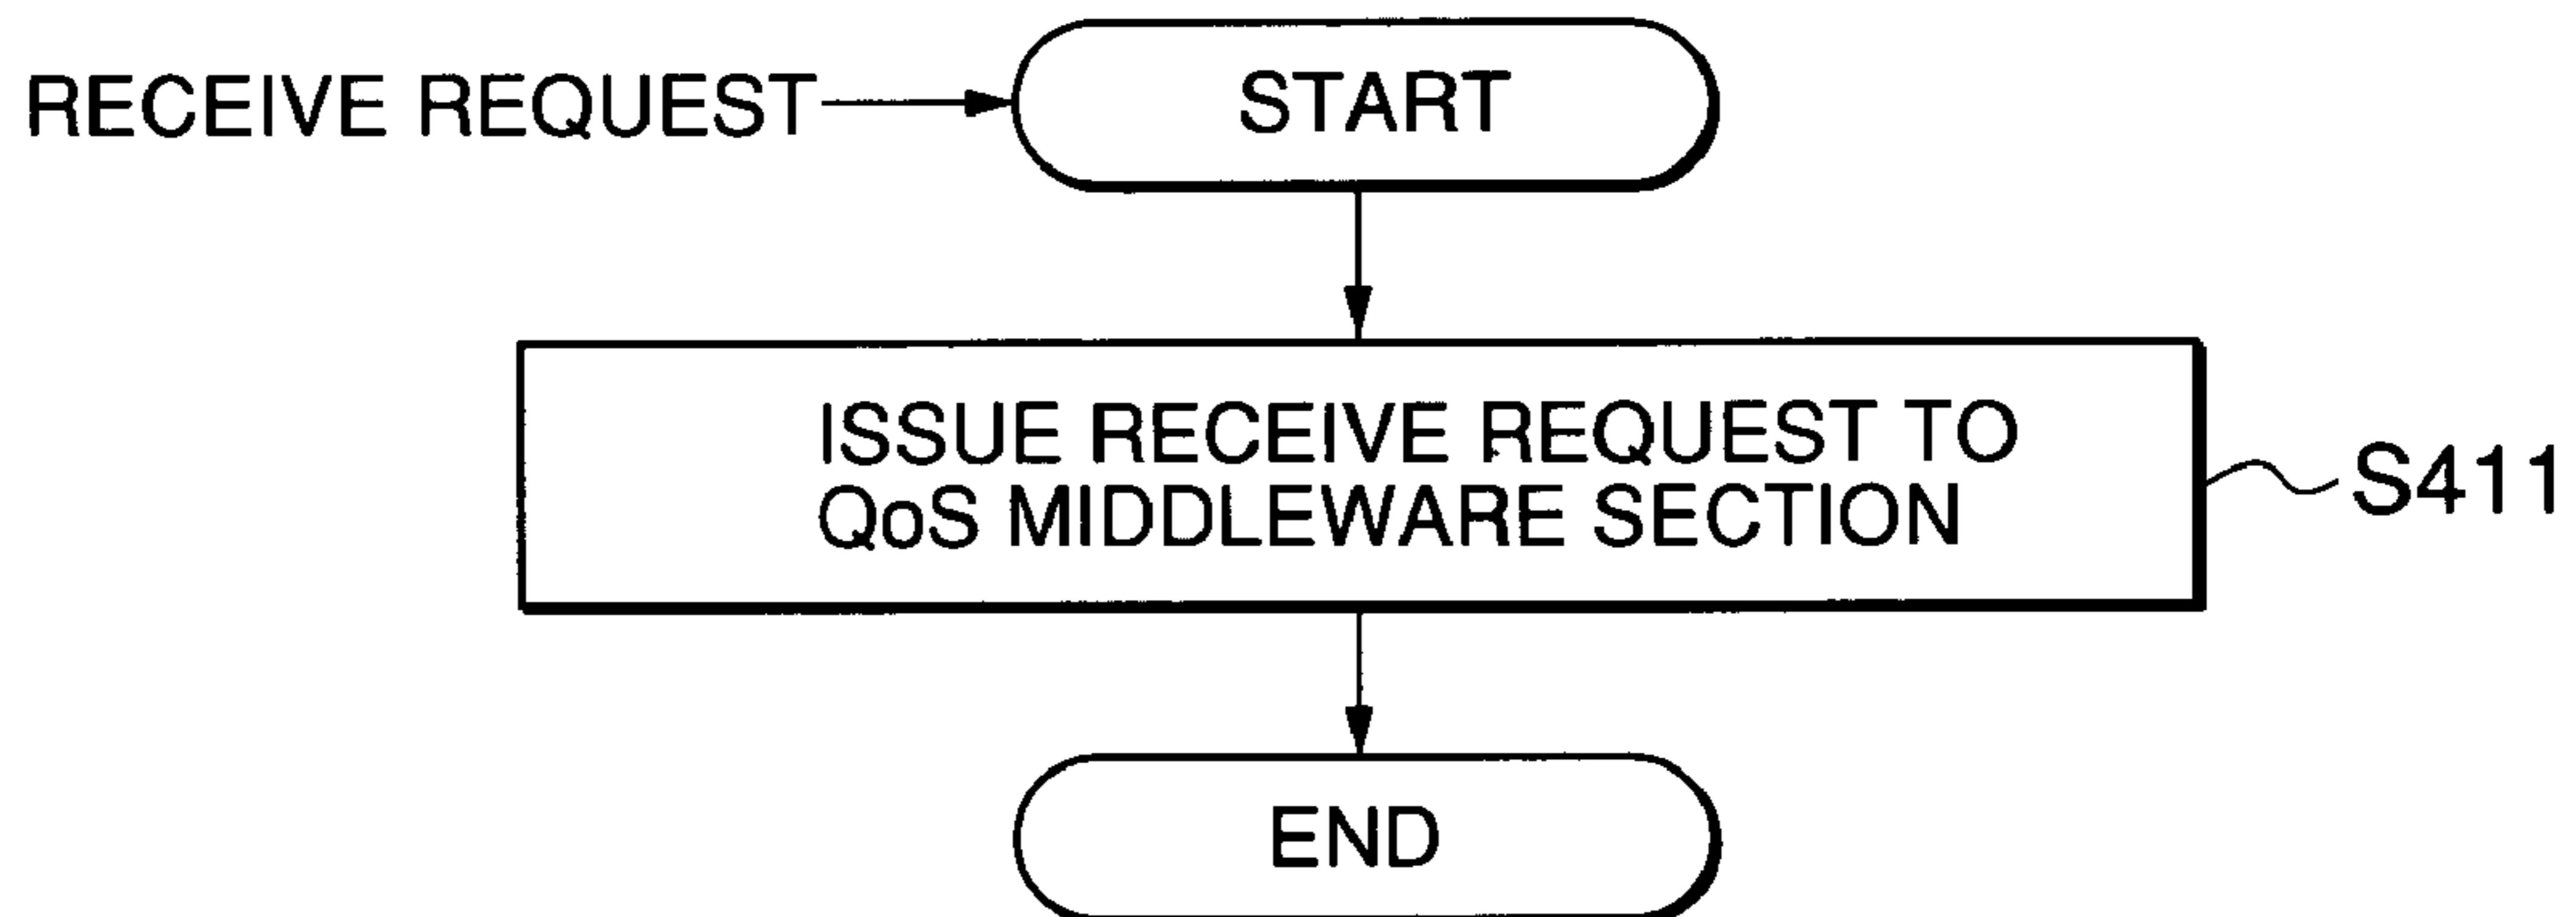 RECEIVE REQUEST
START
ISSUE RECEIVE REQUEST TO
QoS MIDDLEWARE SECTION
S411
END